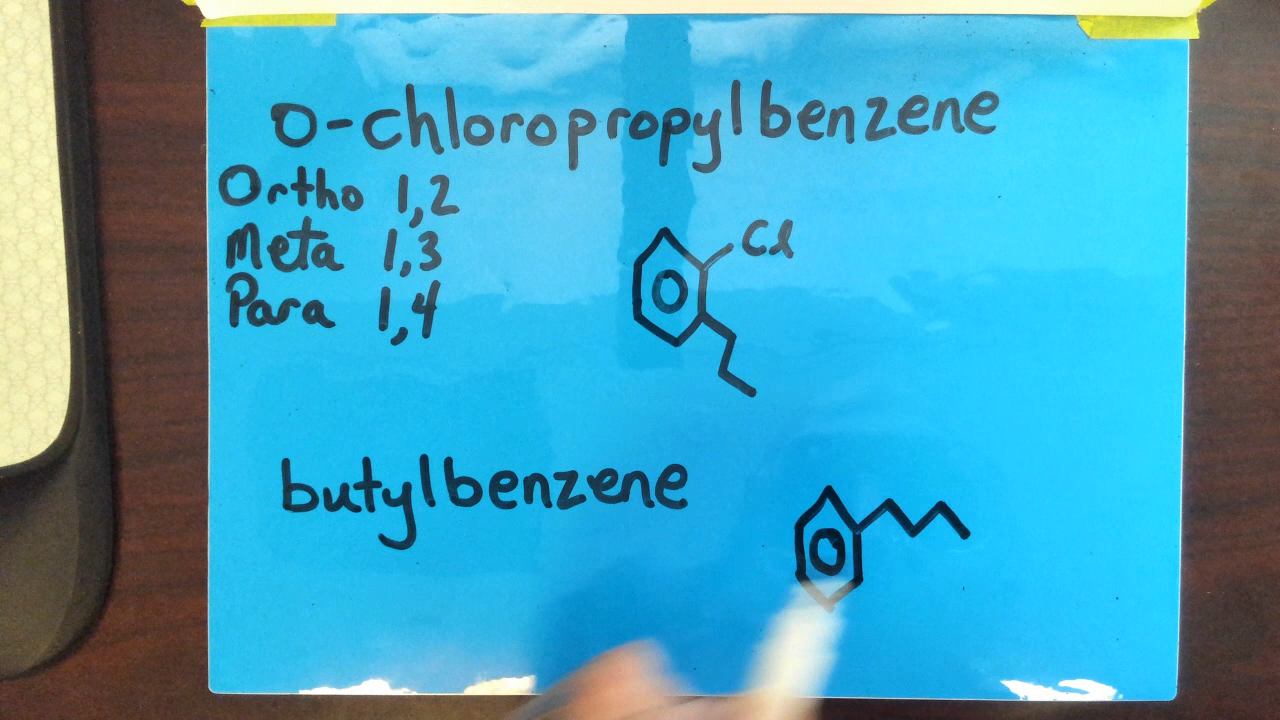 o-chloropropylbenzene
Ortho 1,2
Meta 1,3
Para 1,4
Cl
butylbenzene